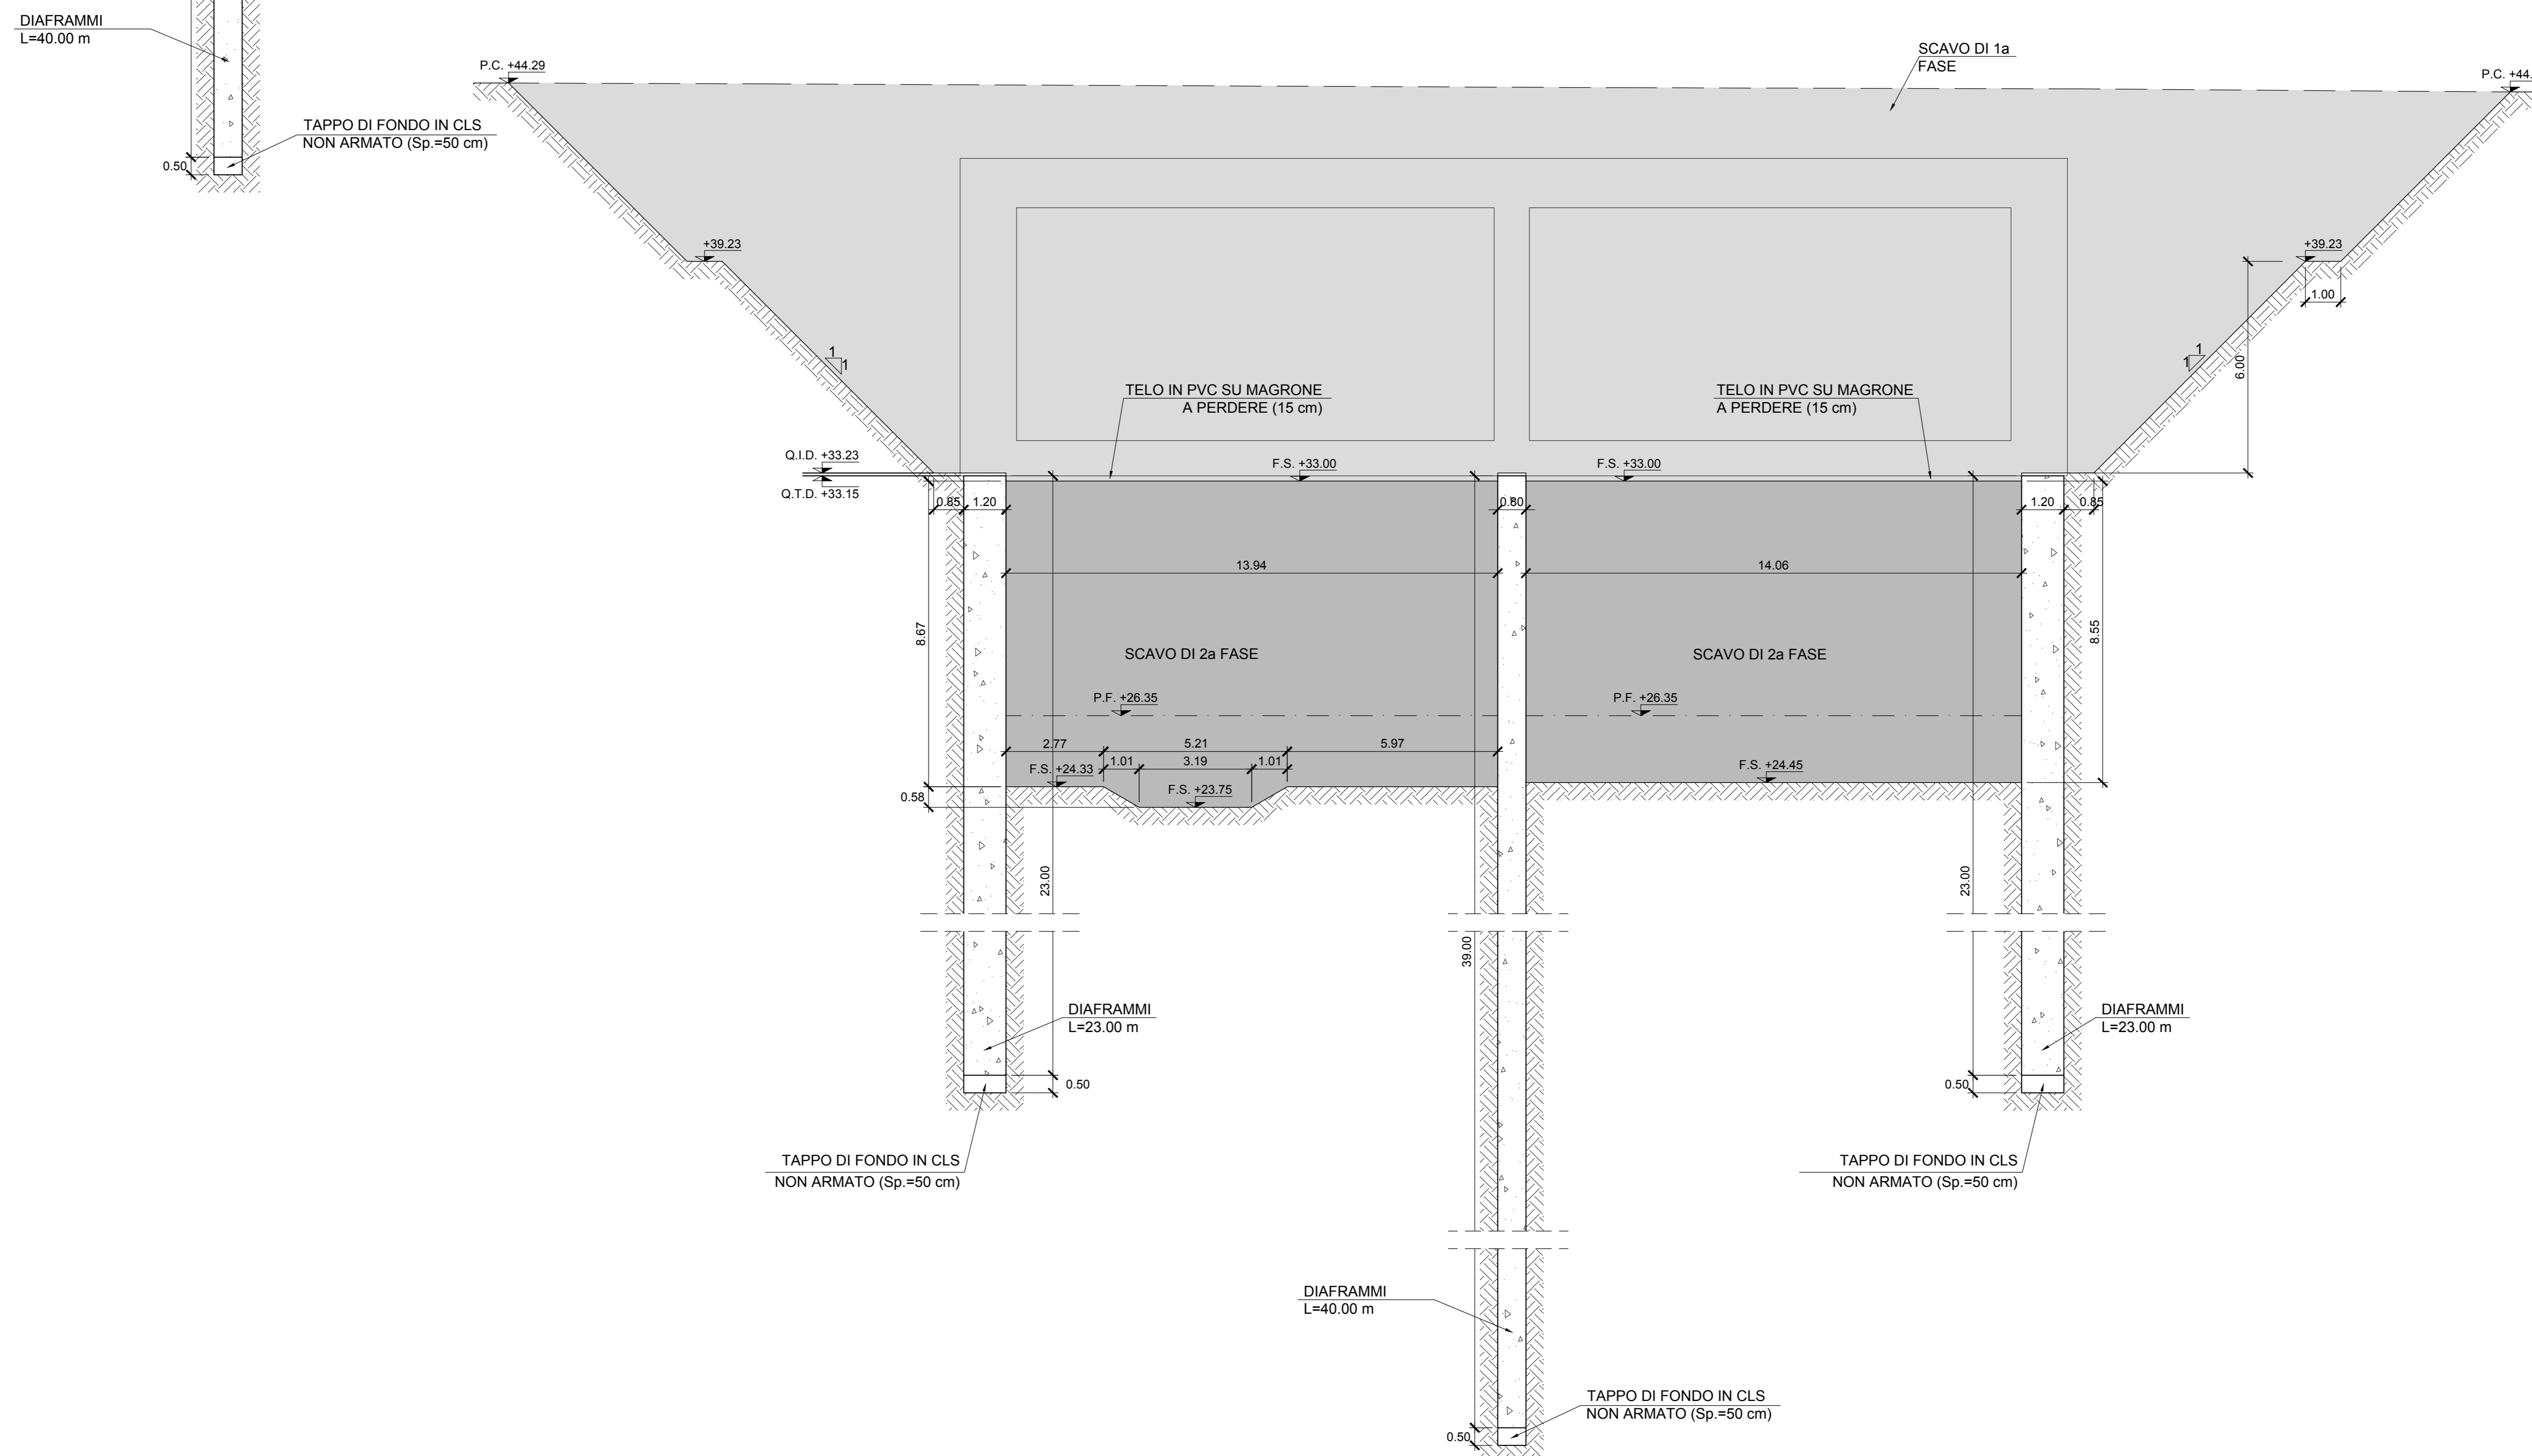 DIAFRAMMI
L=40.00 m
TAPPO DI FONDO IN CLS
NON ARMATO (Sp.=50 cm)
0.50
SCAVO DI 1a
FASE
P.C. +44.29
P.C. +44.
+39.23
+39.23
1.00
6.00
1
1
1
1
TELO IN PVC SU MAGRONE
A PERDERE (15 cm)
TELO IN PVC SU MAGRONE
A PERDERE (15 cm)
Q.I.D. +33.23
Q.T.D. +33.15
F.S. +33.00
F.S. +33.00
0.85
1.20
0.80
1.20
0.85
13.94
14.06
8.67
8.55
SCAVO DI 2a FASE
SCAVO DI 2a FASE
P.F. +26.35
P.F. +26.35
2.77
5.21
5.97
1.01
3.19
1.01
F.S. +24.33
F.S. +23.75
F.S. +24.45
0.58
23.00
39.00
23.00
DIAFRAMMI
L=23.00 m
DIAFRAMMI
L=23.00 m
0.50
0.50
TAPPO DI FONDO IN CLS
NON ARMATO (Sp.=50 cm)
TAPPO DI FONDO IN CLS
NON ARMATO (Sp.=50 cm)
DIAFRAMMI
L=40.00 m
TAPPO DI FONDO IN CLS
NON ARMATO (Sp.=50 cm)
0.50